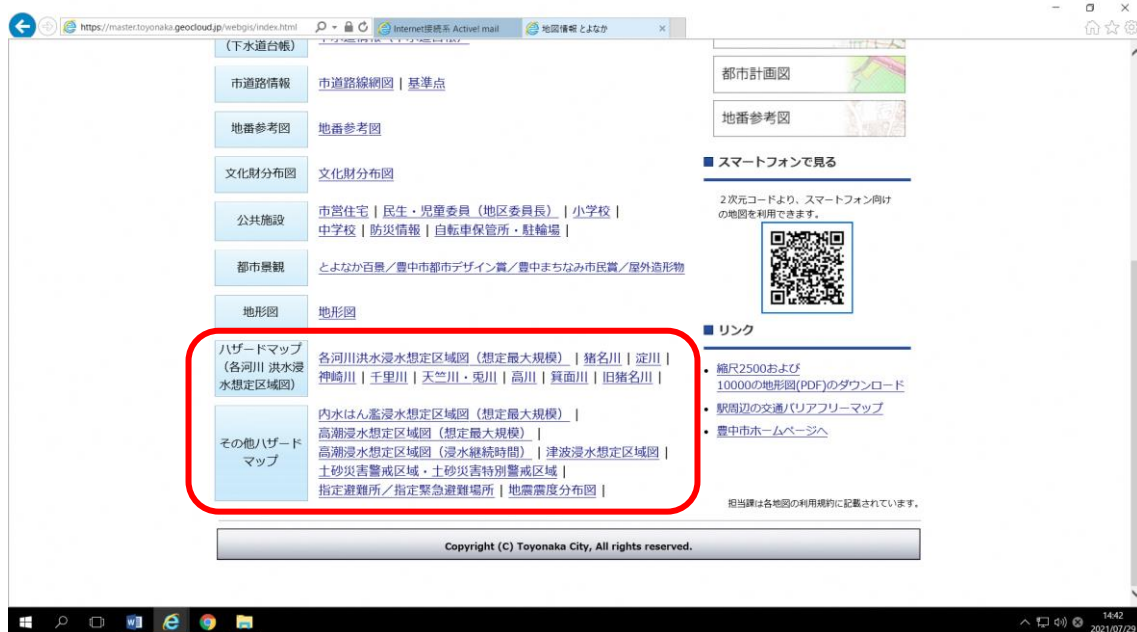 https://master.toyonaka.geocloud.jp/webgis/index.html
Internet接続系 Active! mail
地図情報 とよなか
(下水道台帳)
市道路情報
市道路線網図 | 基準点
地番参考図
地番参考図
文化財分布図
文化財分布図
公共施設
市営住宅 | 民生・児童委員(地区委員長) | 小学校 |
中学校 | 防災情報 | 自転車保管所・駐輪場 |
都市景観
とよなか百景/豊中市都市デザイン賞/豊中まちなみ市民賞/屋外造形物
地形図
地形図
ハザードマップ
(各河川 洪水浸
水想定区域図)
各河川洪水浸水想定区域図(想定最大規模) | 猪名川 | 淀川 |
神崎川 | 千里川 | 天竺川・兎川 | 高川 | 箕面川 | 旧猪名川 |
その他ハザード
マップ
内水はん濫浸水想定区域図(想定最大規模) |
高潮浸水想定区域図(想定最大規模) |
高潮浸水想定区域図(浸水継続時間) | 津波浸水想定区域図 |
土砂災害警戒区域・土砂災害特別警戒区域 |
指定避難所/指定緊急避難場所 | 地震震度分布図 |
都市計画図
地番参考図
スマートフォンで見る
2次元コードより、スマートフォン向け
の地図を利用できます。
リンク
縮尺2500および
10000の地形図(PDF)のダウンロード
駅周辺の交通バリアフリーマップ
豊中市ホームページへ
担当課は各地図の利用規約に記載されています。
Copyright (C) Toyonaka City, All rights reserved.
14:42
2021/07/29